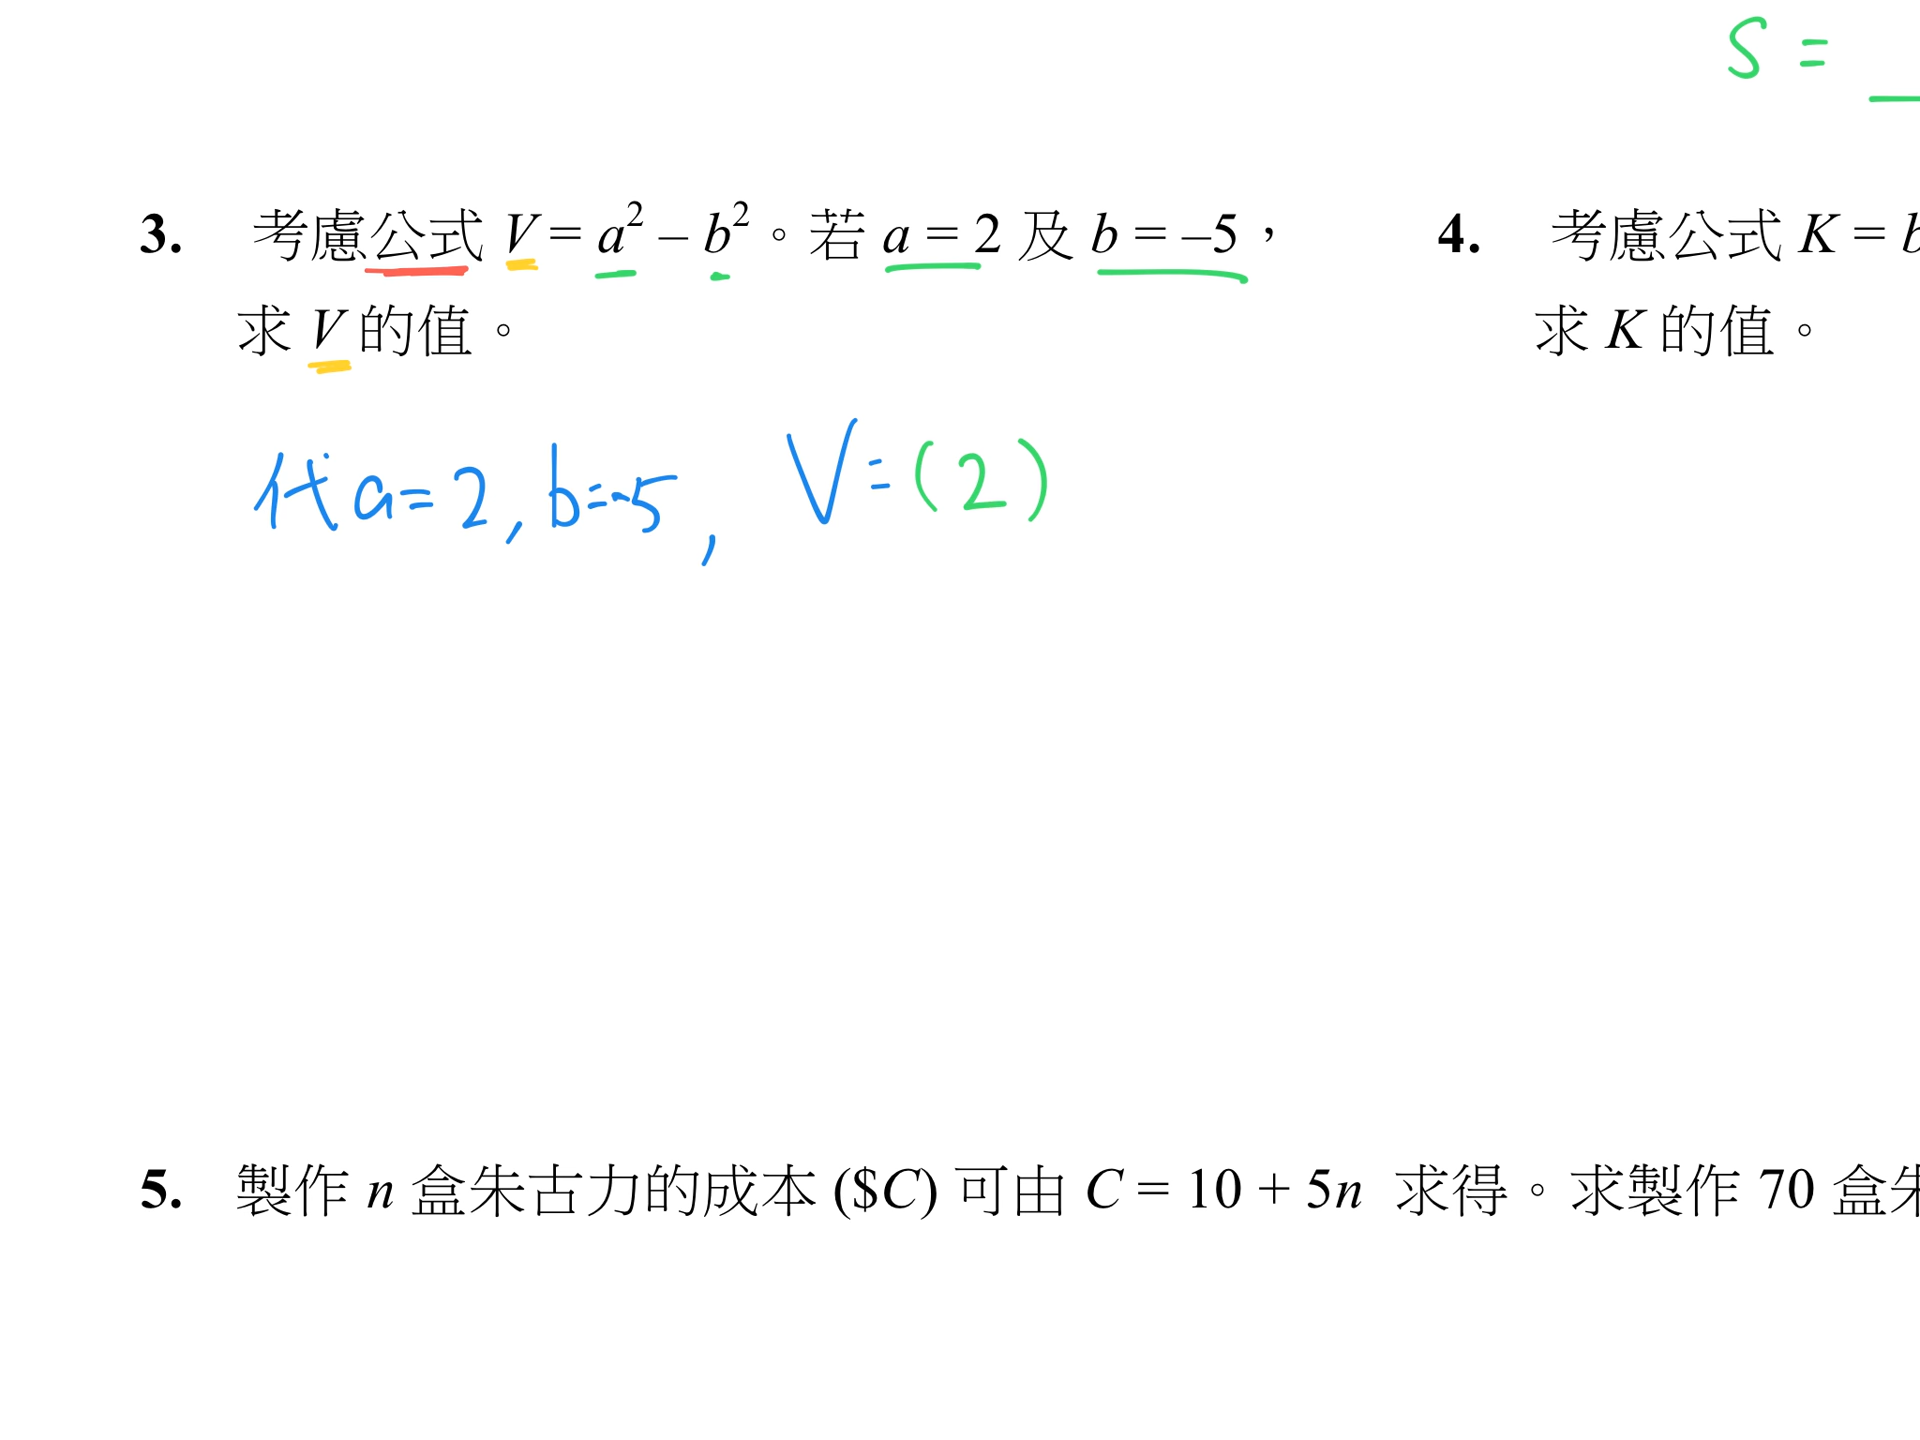 S =
3. 考慮公式 V = a² – b²。若 a = 2 及 b = –5，
求 V 的值。
4. 考慮公式 K = b
求 K 的值。
代 a=2, b=-5, V=(2)
5. 製作 n 盒朱古力的成本 ($C) 可由 C = 10 + 5n 求得。求製作 70 盒朱